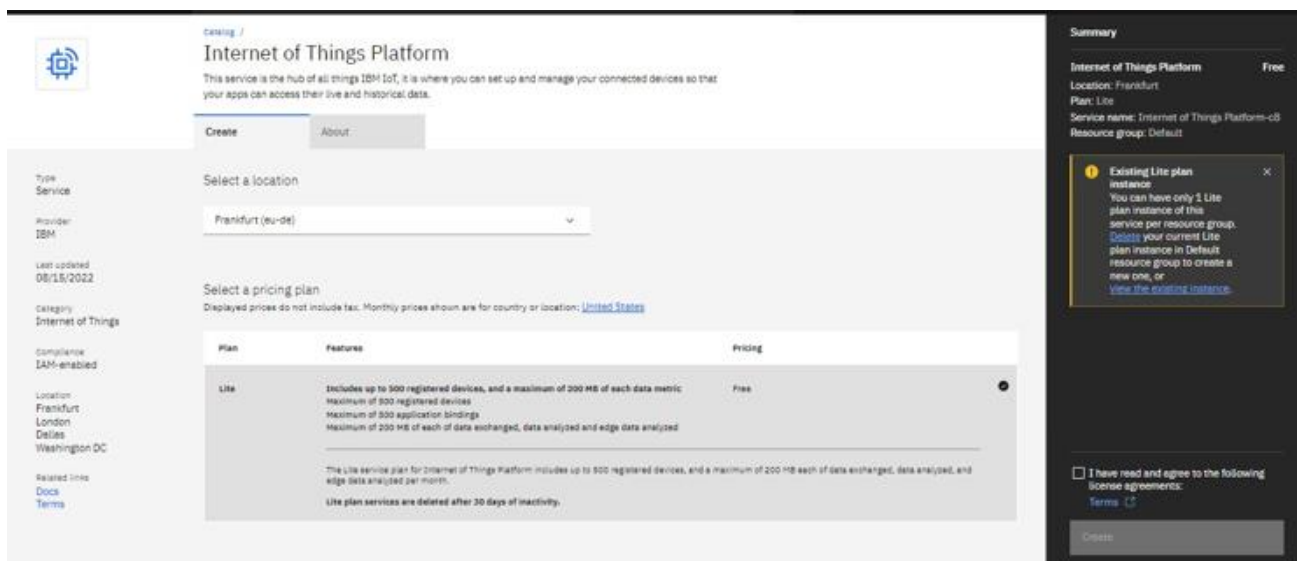 Catalog /
Internet of Things Platform
This service is the hub of all things IBM IoT, it is where you can set up and manage your connected devices so that
your apps can access their live and historical data.
Create
About
Type
Service
Provider
IBM
Last updated
08/15/2022
Category
Internet of Things
Compliance
IAM-enabled
Location
Frankfurt
London
Dallas
Washington DC
Related links
Docs
Terms
Select a location
Frankfurt (eu-de)
Select a pricing plan
Displayed prices do not include tax. Monthly prices shown are for country or location: United States
Plan
Features
Pricing
Lite
Includes up to 500 registered devices, and a maximum of 200 MB of each data metric
Free
Maximum of 500 registered devices
Maximum of 500 application bindings
Maximum of 200 MB of each of data exchanged, data analyzed and edge data analyzed
The Lite service plan for Internet of Things Platform includes up to 500 registered devices, and a maximum of 200 MB each of data exchanged, data analyzed, and
edge data analyzed per month.
Lite plan services are deleted after 30 days of inactivity.
Summary
Internet of Things Platform Free
Location: Frankfurt
Plan: Lite
Service name: Internet of Things Platform-c8
Resource group: Default
Existing Lite plan
instance
You can have only 1 Lite
plan instance of this
service per resource group.
Delete your current Lite
plan instance in Default
resource group to create a
new one, or
view the existing instance.
I have read and agree to the following
license agreements:
Terms
Create